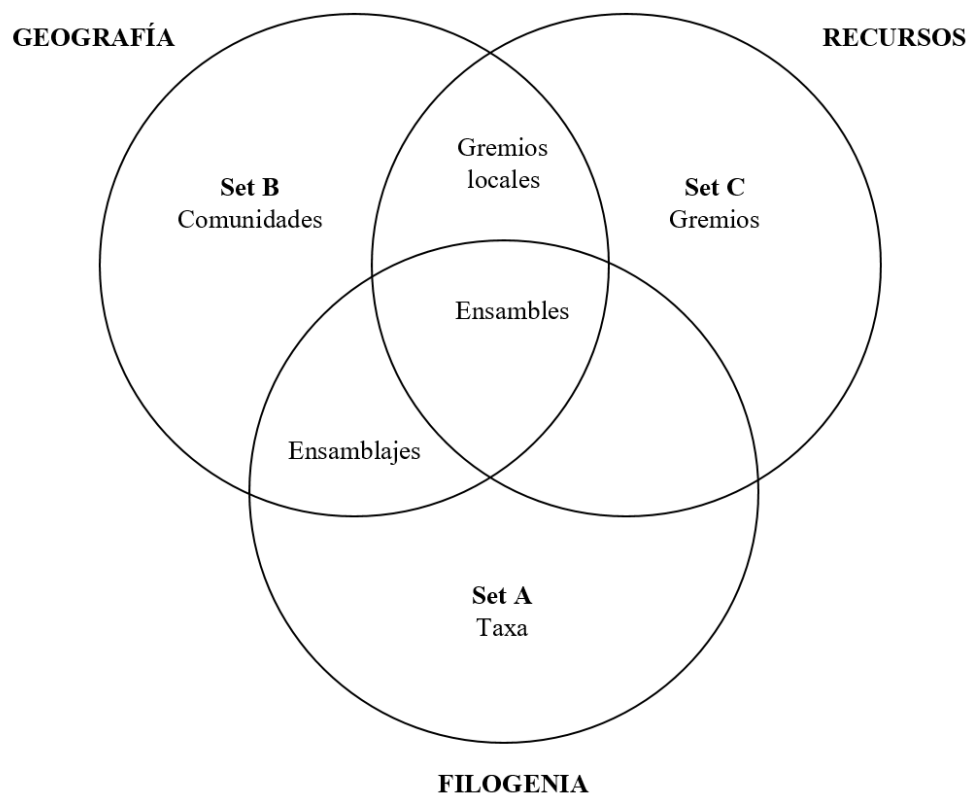 GEOGRAFÍA
RECURSOS
Gremios
locales
Set B
Comunidades
Set C
Gremios
Ensambles
Ensamblajes
Set A
Taxa
FILOGENIA